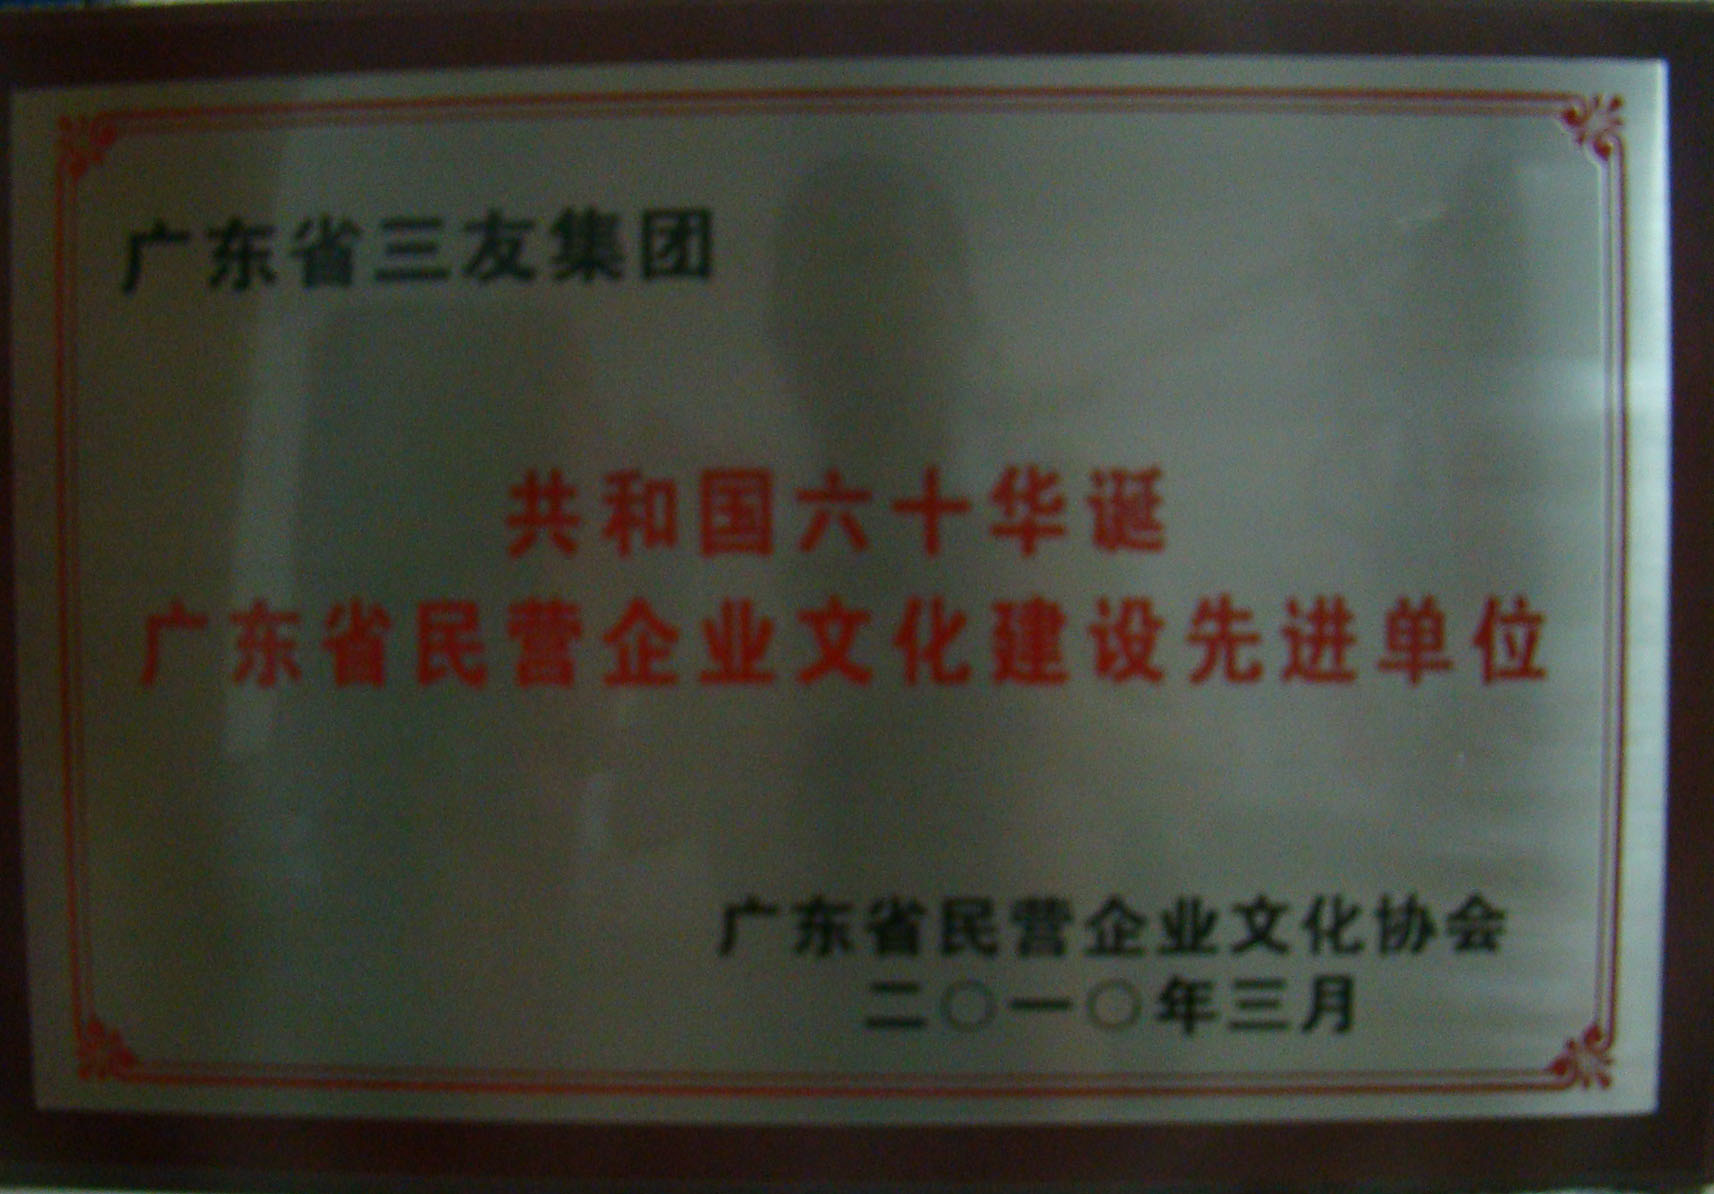 广东省三友集团
共和国六十华诞
广东省民营企业文化建设先进单位
广东省民营企业文化协会
二〇一〇年三月